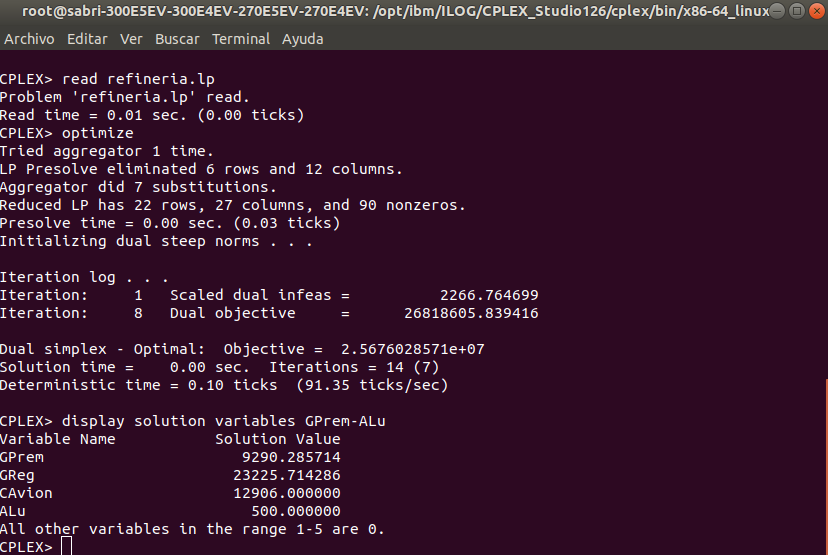 root@sabri-300E5EV-300E4EV-270E5EV-270E4EV: /opt/ibm/ILOG/CPLEX_Studio126/cplex/bin/x86-64_linux
Archivo Editar Ver Buscar Terminal Ayuda
CPLEX> read refineria.lp
Problem 'refineria.lp' read.
Read time = 0.01 sec. (0.00 ticks)
CPLEX> optimize
Tried aggregator 1 time.
LP Presolve eliminated 6 rows and 12 columns.
Aggregator did 7 substitutions.
Reduced LP has 22 rows, 27 columns, and 90 nonzeros.
Presolve time = 0.00 sec. (0.03 ticks)
Initializing dual steep norms . . .
Iteration log . . .
Iteration:     1   Scaled dual infeas =          2266.764699
Iteration:     8   Dual objective     =      26818605.839416
Dual simplex - Optimal:  Objective =  2.5676028571e+07
Solution time =    0.00 sec.  Iterations = 14 (7)
Deterministic time = 0.10 ticks  (91.35 ticks/sec)
CPLEX> display solution variables GPrem-ALu
Variable Name           Solution Value
GPrem                      9290.285714
GReg                      23225.714286
CAvion                    12906.000000
ALu                         500.000000
All other variables in the range 1-5 are 0.
CPLEX>